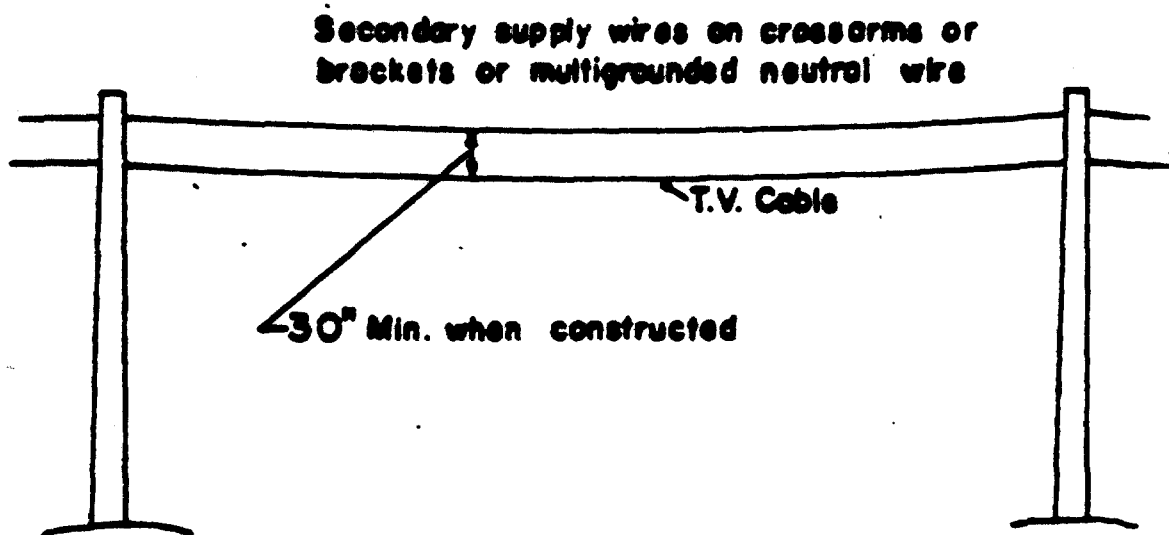 Secondary supply wires on crossarms or
brackets or multigrounded neutral wire
T.V. Cable
30" Min. when constructed